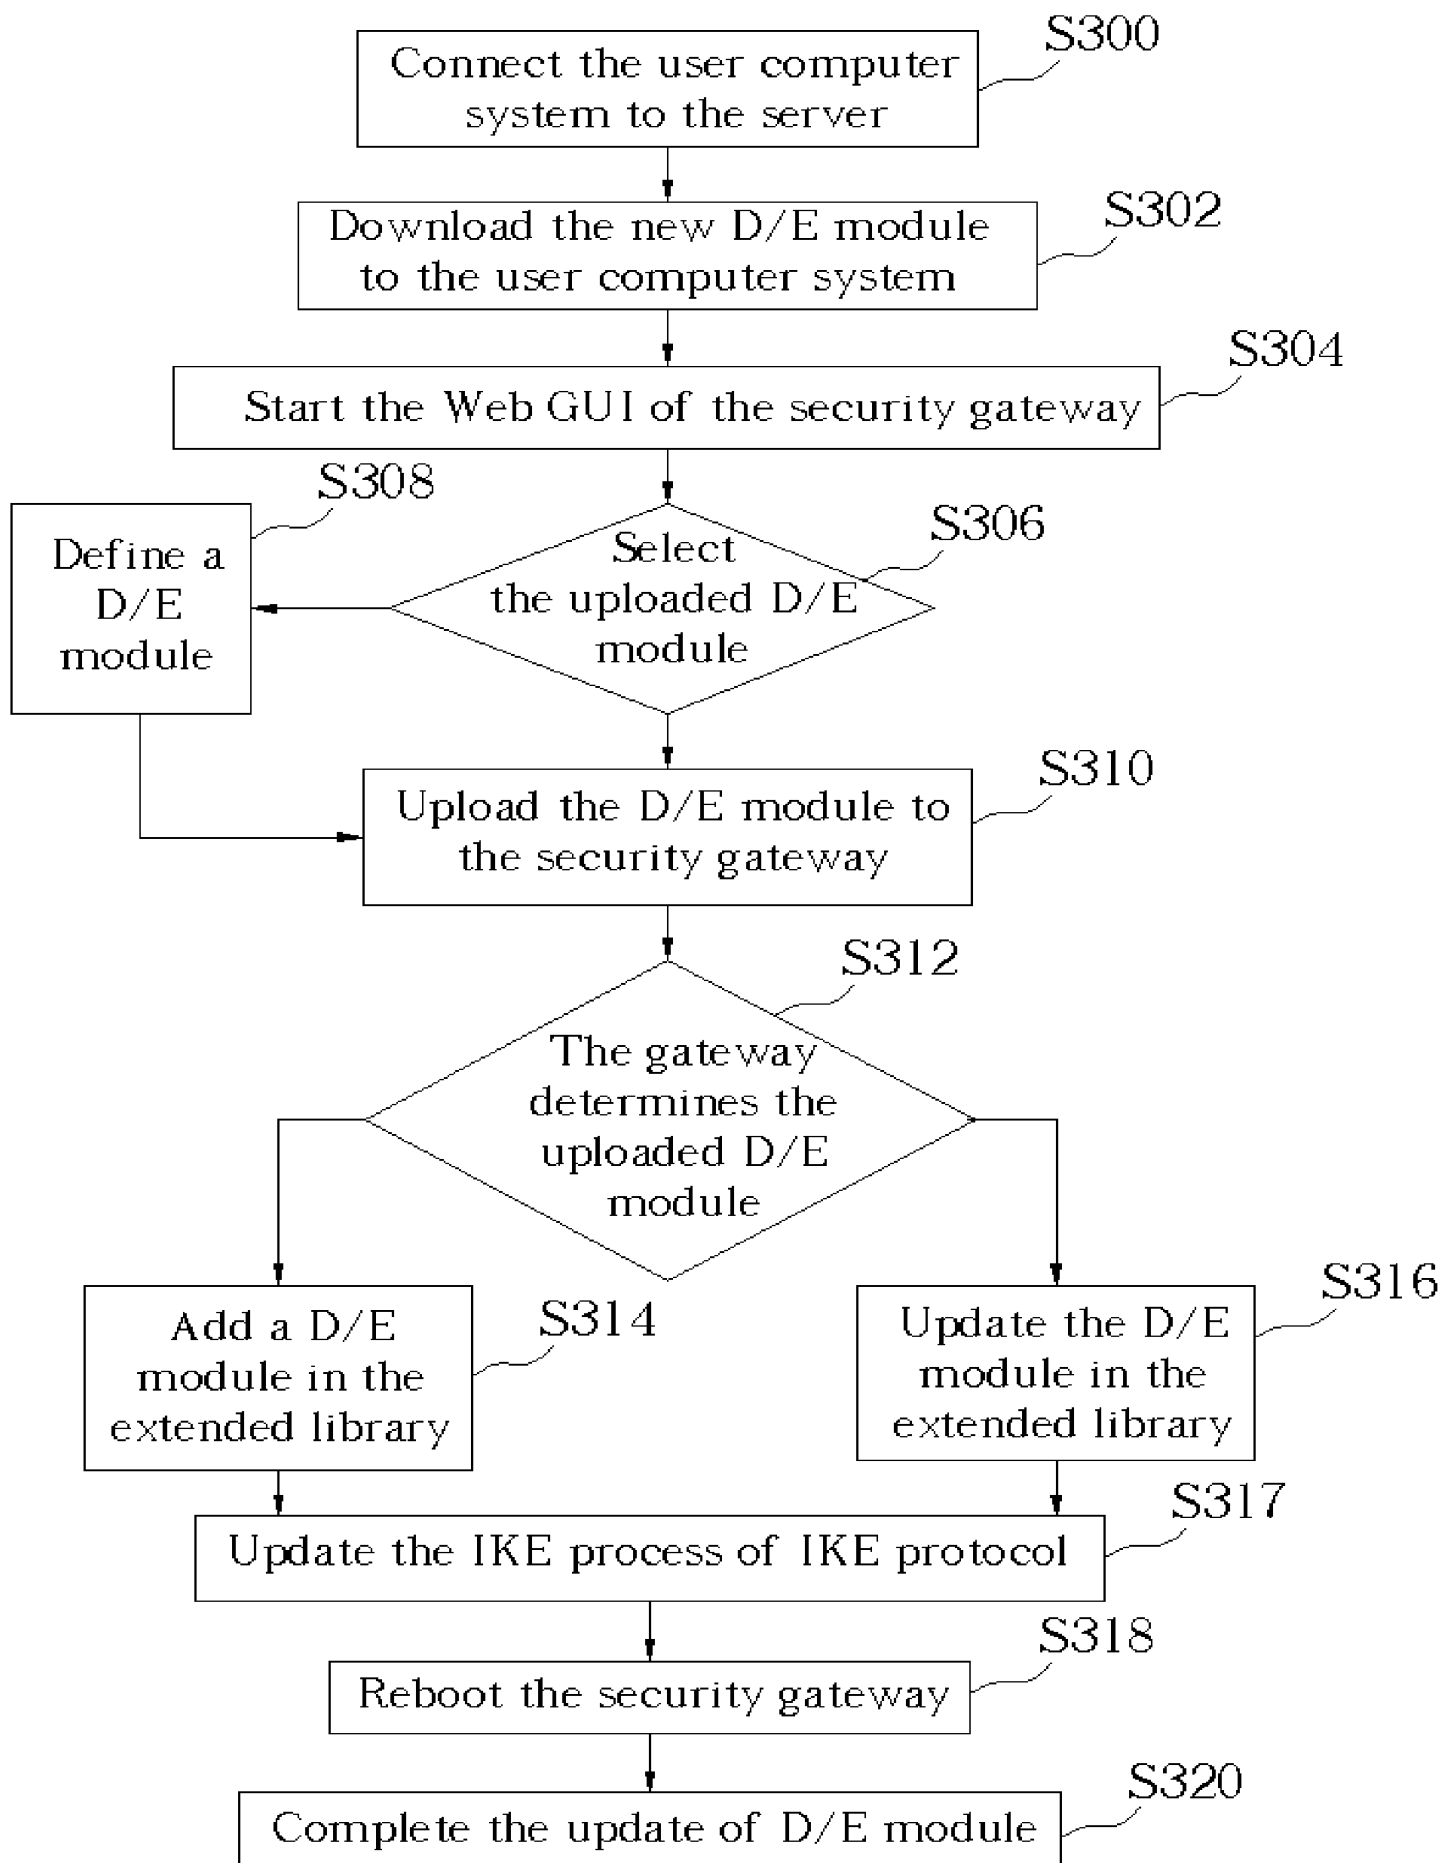 S300
Connect the user computer
system to the server
S302
Download the new D/E module
to the user computer system
S304
Start the Web GUI of the security gateway
S308
Define a
D/E
module
S306
Select
the uploaded D/E
module
S310
Upload the D/E module to
the security gateway
S312
The gateway
determines the
uploaded D/E
module
S314
Add a D/E
module in the
extended library
S316
Update the D/E
module in the
extended library
S317
Update the IKE process of IKE protocol
S318
Reboot the security gateway
S320
Complete the update of D/E module